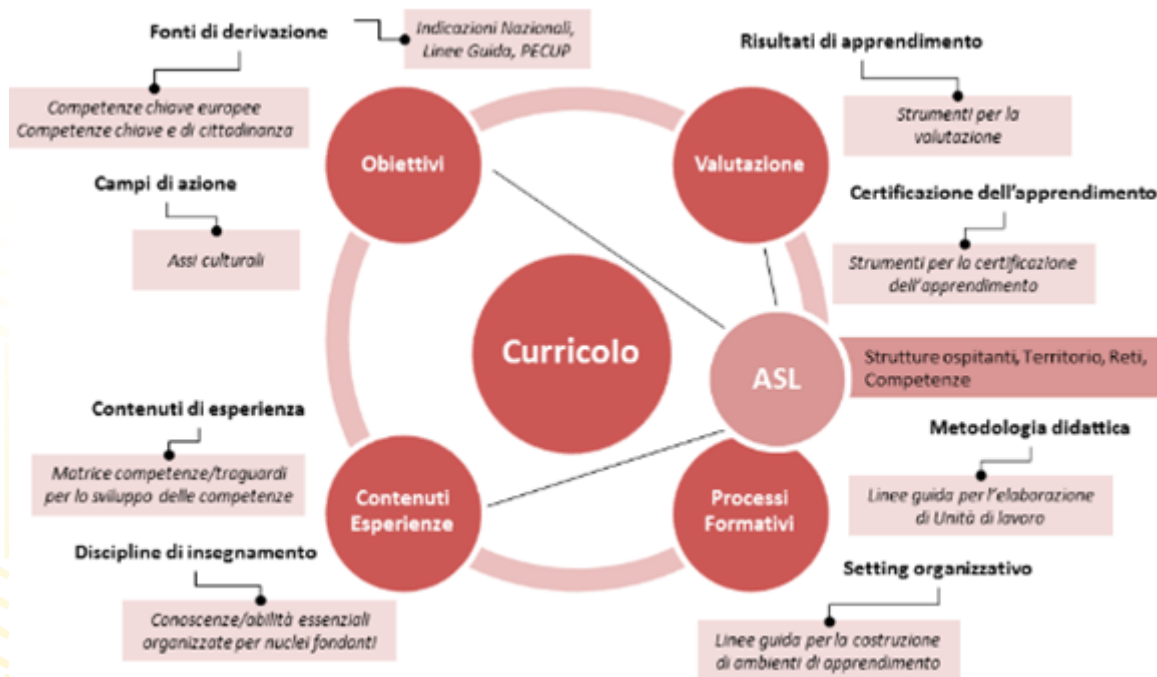 Fonti di derivazione
Indicazioni Nazionali,
Linee Guida, PECUP
Competenze chiave europee
Competenze chiave e di cittadinanza
Campi di azione
Assi culturali
Obiettivi
Valutazione
Risultati di apprendimento
Strumenti per la
valutazione
Certificazione dell'apprendimento
Strumenti per la certificazione
dell'apprendimento
Curricolo
ASL
Strutture ospitanti, Territorio, Reti,
Competenze
Contenuti di esperienza
Matrice competenze/traguardi
per lo sviluppo delle competenze
Discipline di insegnamento
Conoscenze/abilità essenziali
organizzate per nuclei fondanti
Contenuti
Esperienze
Processi
Formativi
Metodologia didattica
Linee guida per l'elaborazione
di Unità di lavoro
Setting organizzativo
Linee guida per la costruzione
di ambienti di apprendimento